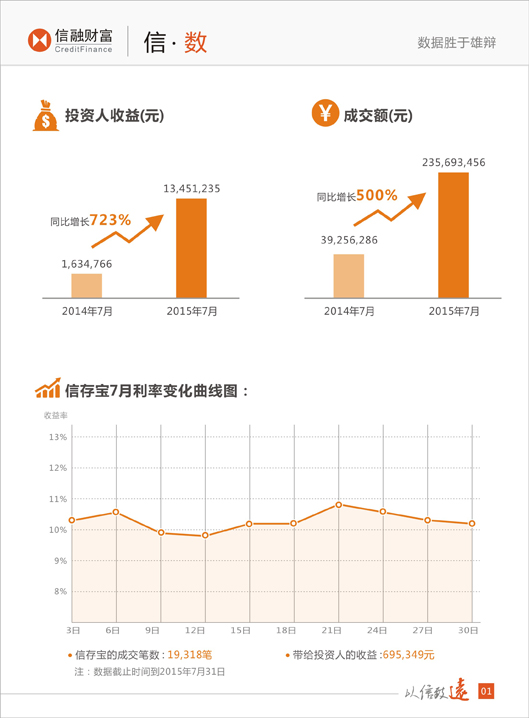 信融财富
CreditFinance
信·数
数据胜于雄辩
投资人收益(元)
13,451,235
同比增长723%
1,634,766
2014年7月
2015年7月
成交额(元)
235,693,456
同比增长500%
39,256,286
2014年7月
2015年7月
信存宝7月利率变化曲线图：
收益率
13%
12%
11%
10%
9%
8%
3日 6日 9日 12日 15日 18日 21日 24日 27日 30日
•信存宝的成交笔数：19,318笔
•带给投资人的收益:695,349元
注：数据截止时间到2015年7月31日
以信致远
01